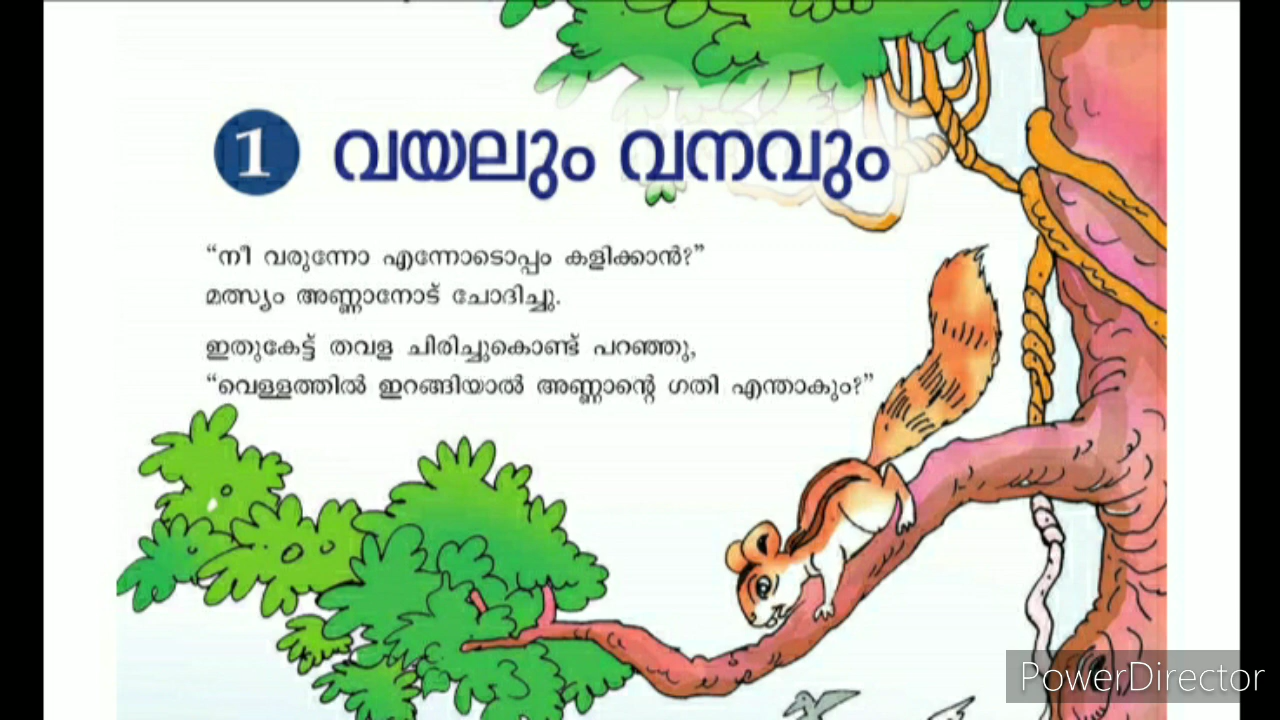 1 വയലും വനവും
“നീ വരുന്നോ എന്നോടൊപ്പം കളിക്കാൻ?”
മത്സ്യം അണ്ണാനോട് ചോദിച്ചു.
ഇതുകേട്ട് തവള ചിരിച്ചുകൊണ്ട് പറഞ്ഞു,
“വെള്ളത്തിൽ ഇറങ്ങിയാൽ അണ്ണാന്റെ ഗതി എന്താകും?”
PowerDirector